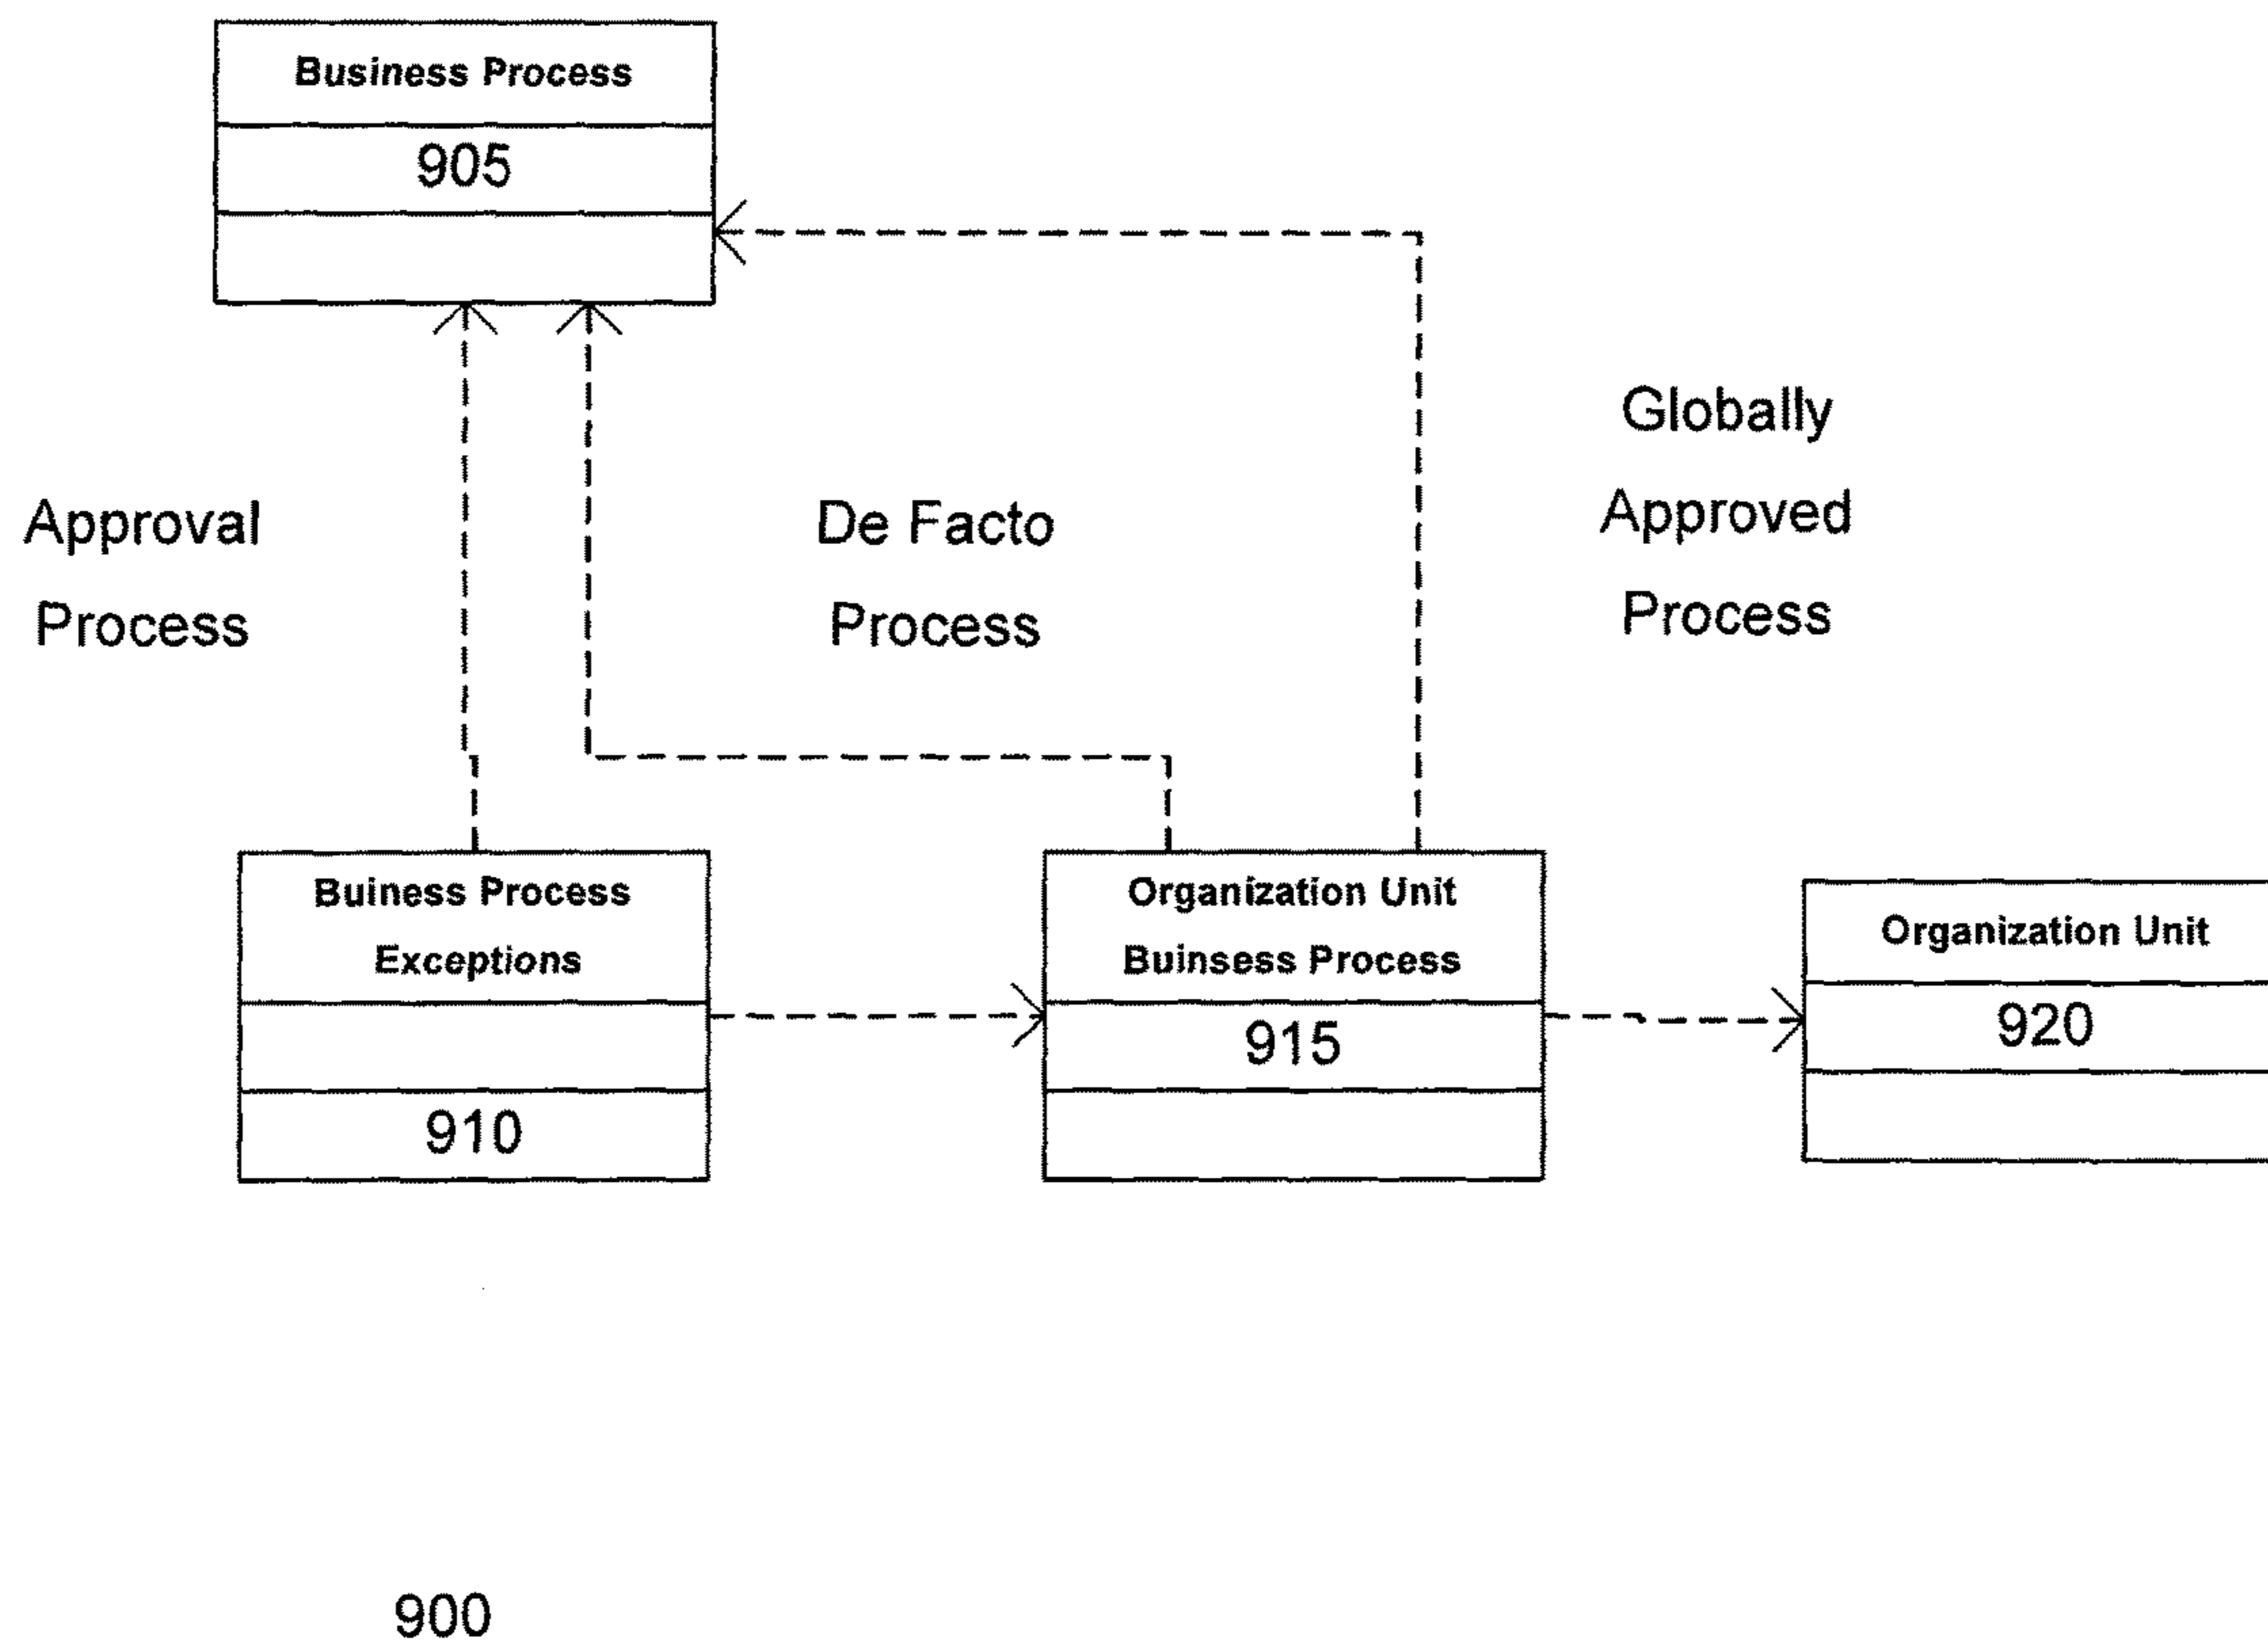 Business Process
905
Globally
Approved
Process
Approval
Process
De Facto
Process
Buiness Process
Exceptions
910
Organization Unit
Buinsess Process
915
Organization Unit
920
900